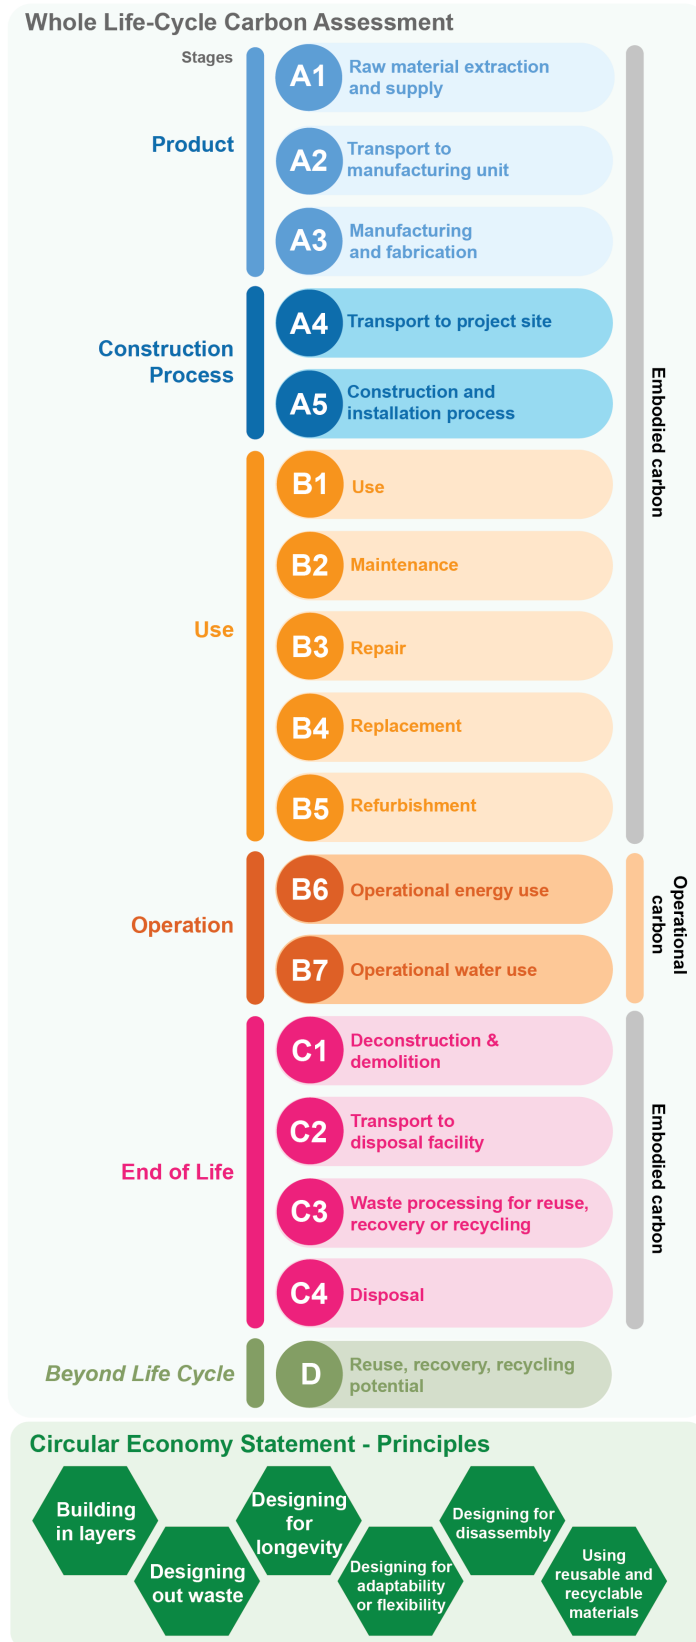 Whole Life-Cycle Carbon Assessment
Stages
Product
A1
Raw material extraction
and supply
A2
Transport to
manufacturing unit
A3
Manufacturing
and fabrication
Construction
Process
A4
Transport to project site
A5
Construction and
installation process
Embodied carbon
Use
B1
Use
B2
Maintenance
B3
Repair
B4
Replacement
B5
Refurbishment
Operation
B6
Operational energy use
B7
Operational water use
Operational
carbon
End of Life
C1
Deconstruction &
demolition
C2
Transport to
disposal facility
C3
Waste processing for reuse,
recovery or recycling
C4
Disposal
Embodied carbon
Beyond Life Cycle
D
Reuse, recovery, recycling
potential
Circular Economy Statement - Principles
Building
in layers
Designing
out waste
Designing
for
longevity
Designing for
adaptability
or flexibility
Designing for
disassembly
Using
reusable and
recyclable
materials